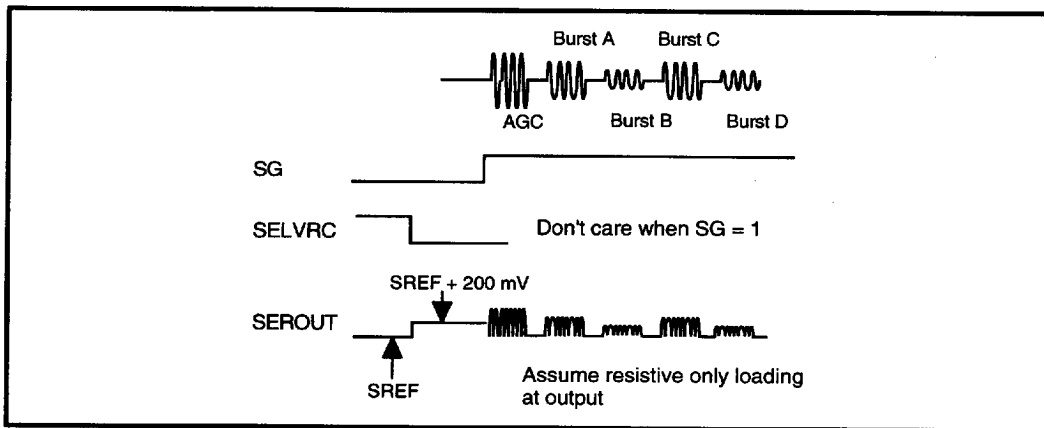 Burst A
Burst C
AGC
Burst B
Burst D
SG
SELVRC
Don't care when SG = 1
SREF + 200 mV
SEROUT
SREF
Assume resistive only loading
at output